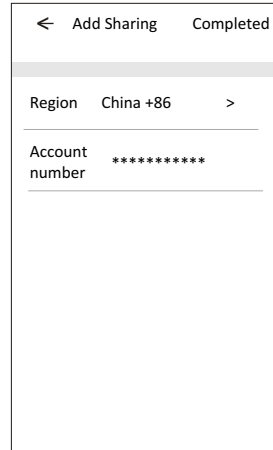 ← Add Sharing Completed
Region China +86 >
Account
number ***********